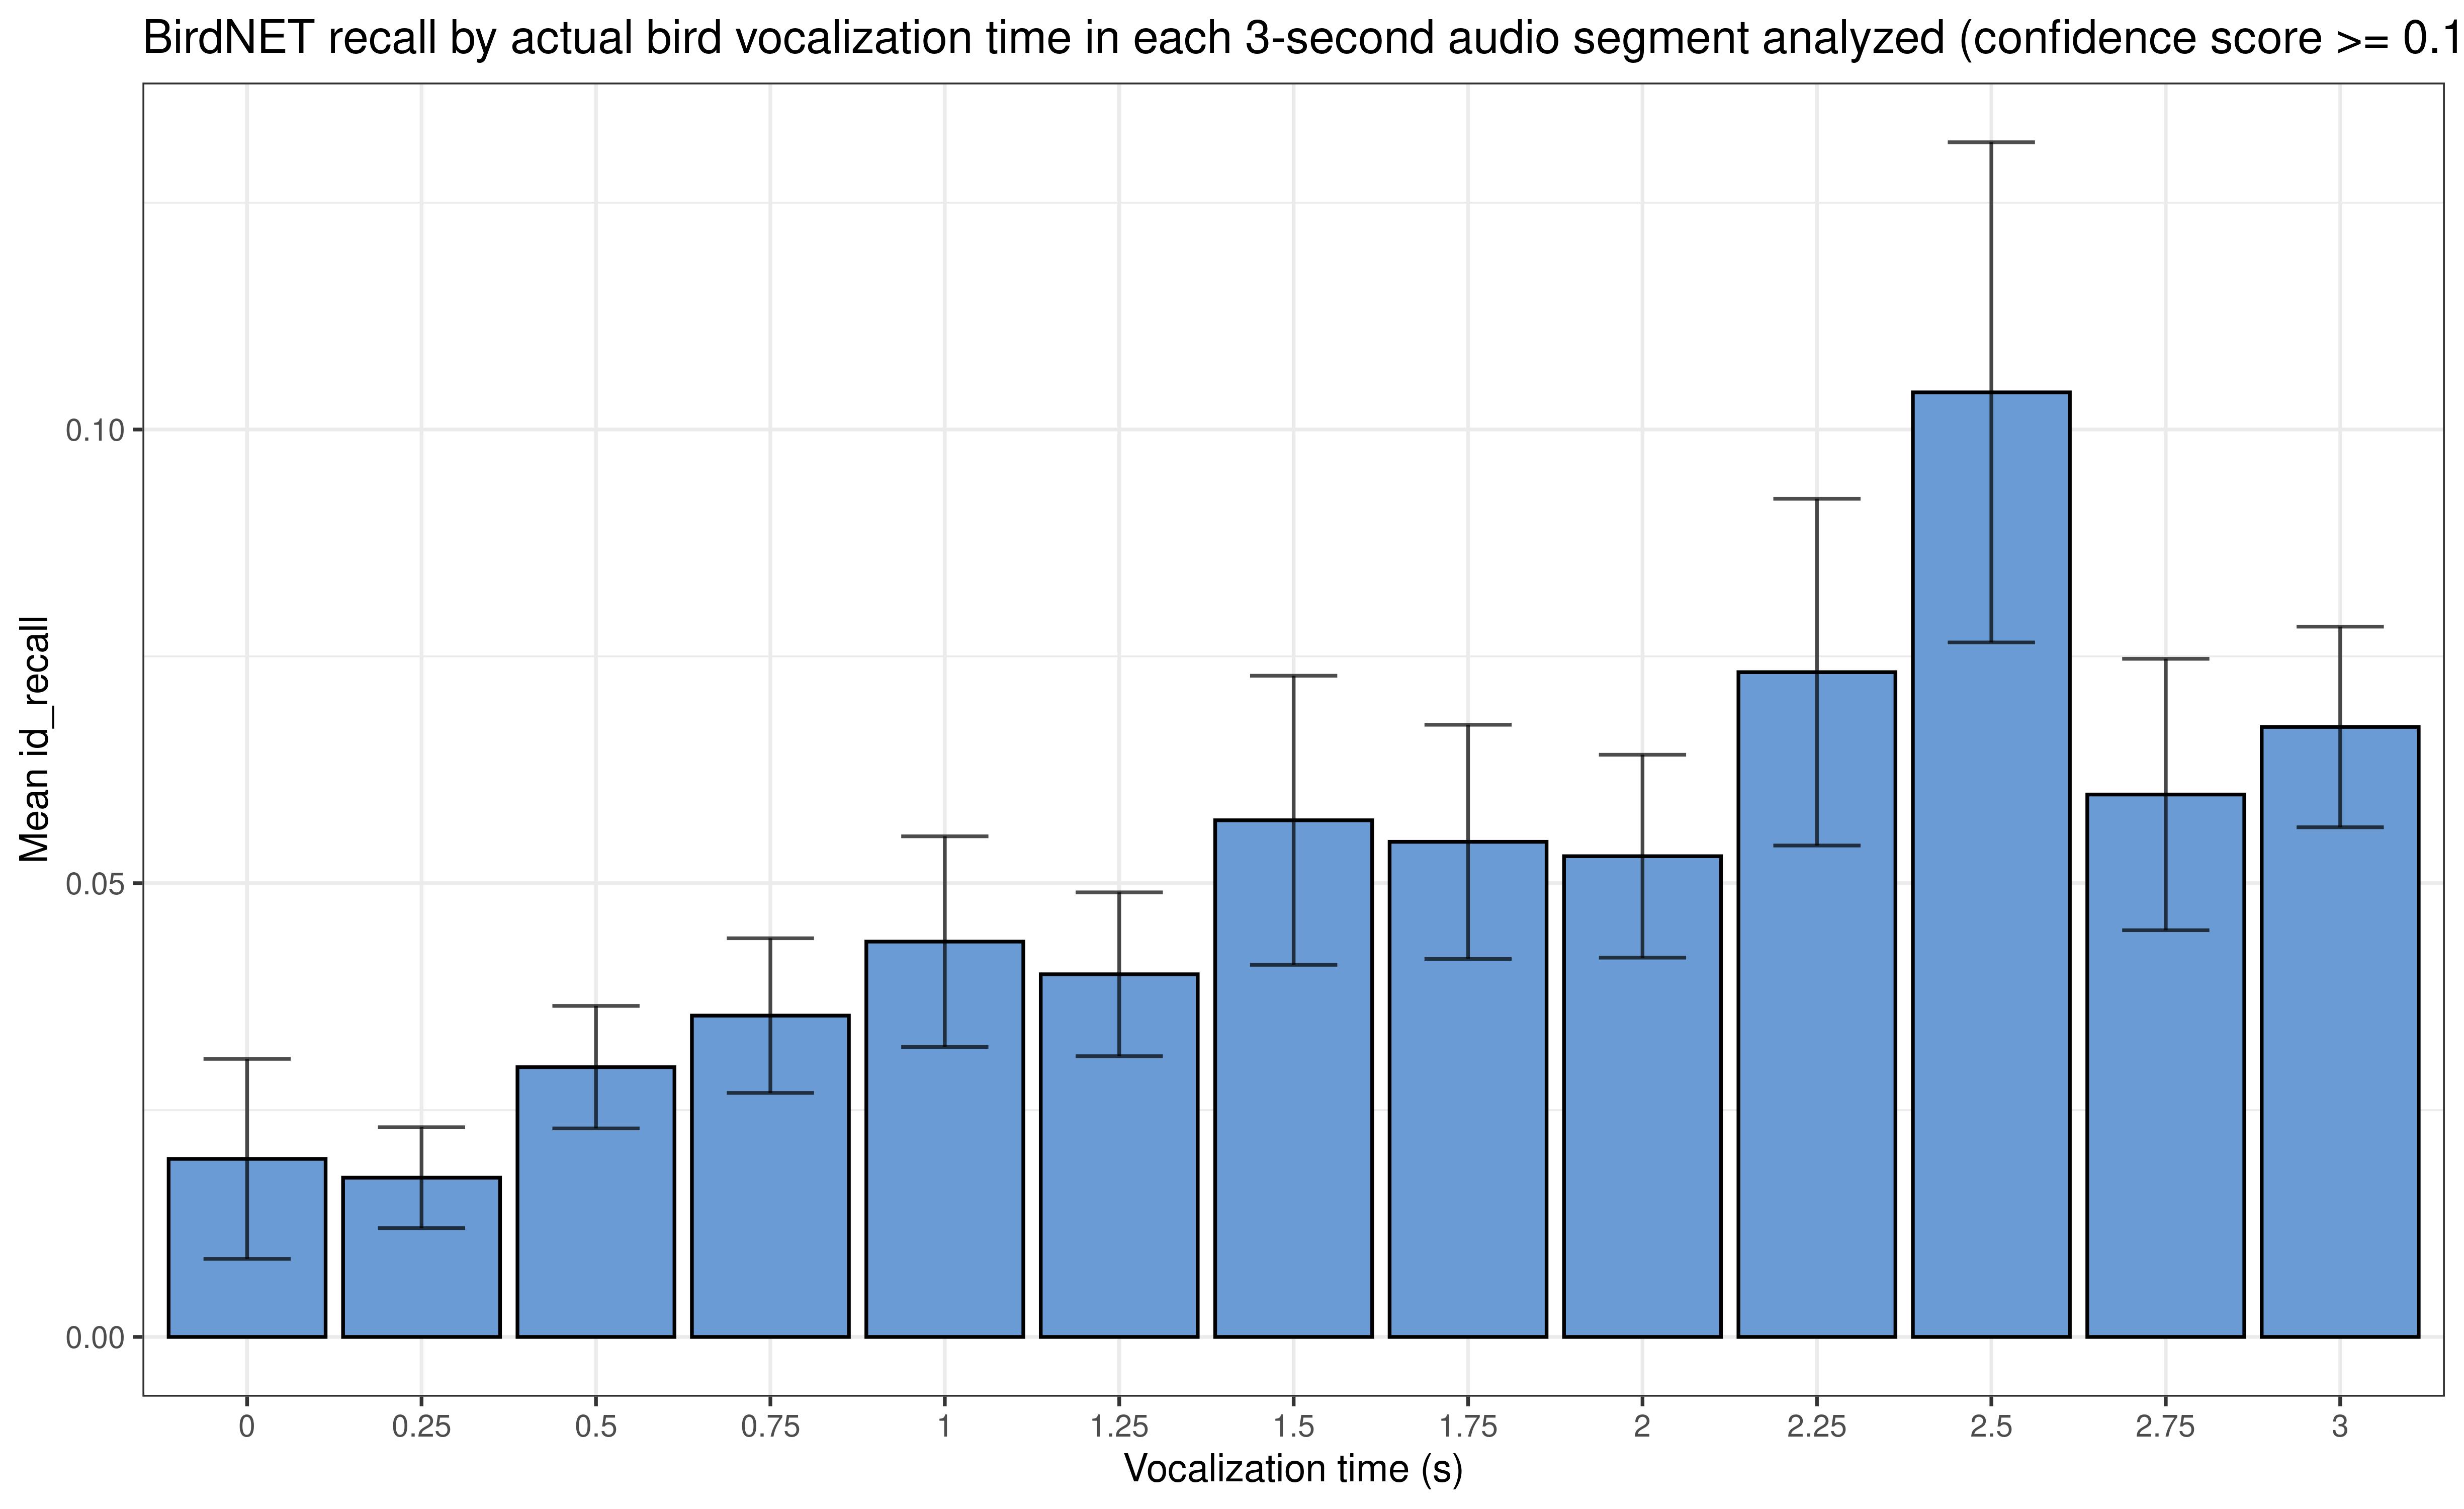 BirdNET recall by actual bird vocalization time in each 3-second audio segment analyzed (confidence score >= 0.1
Mean id_recall
0.10
0.05
0.00
0 0.25 0.5 0.75 1 1.25 1.5 1.75 2 2.25 2.5 2.75 3
Vocalization time (s)